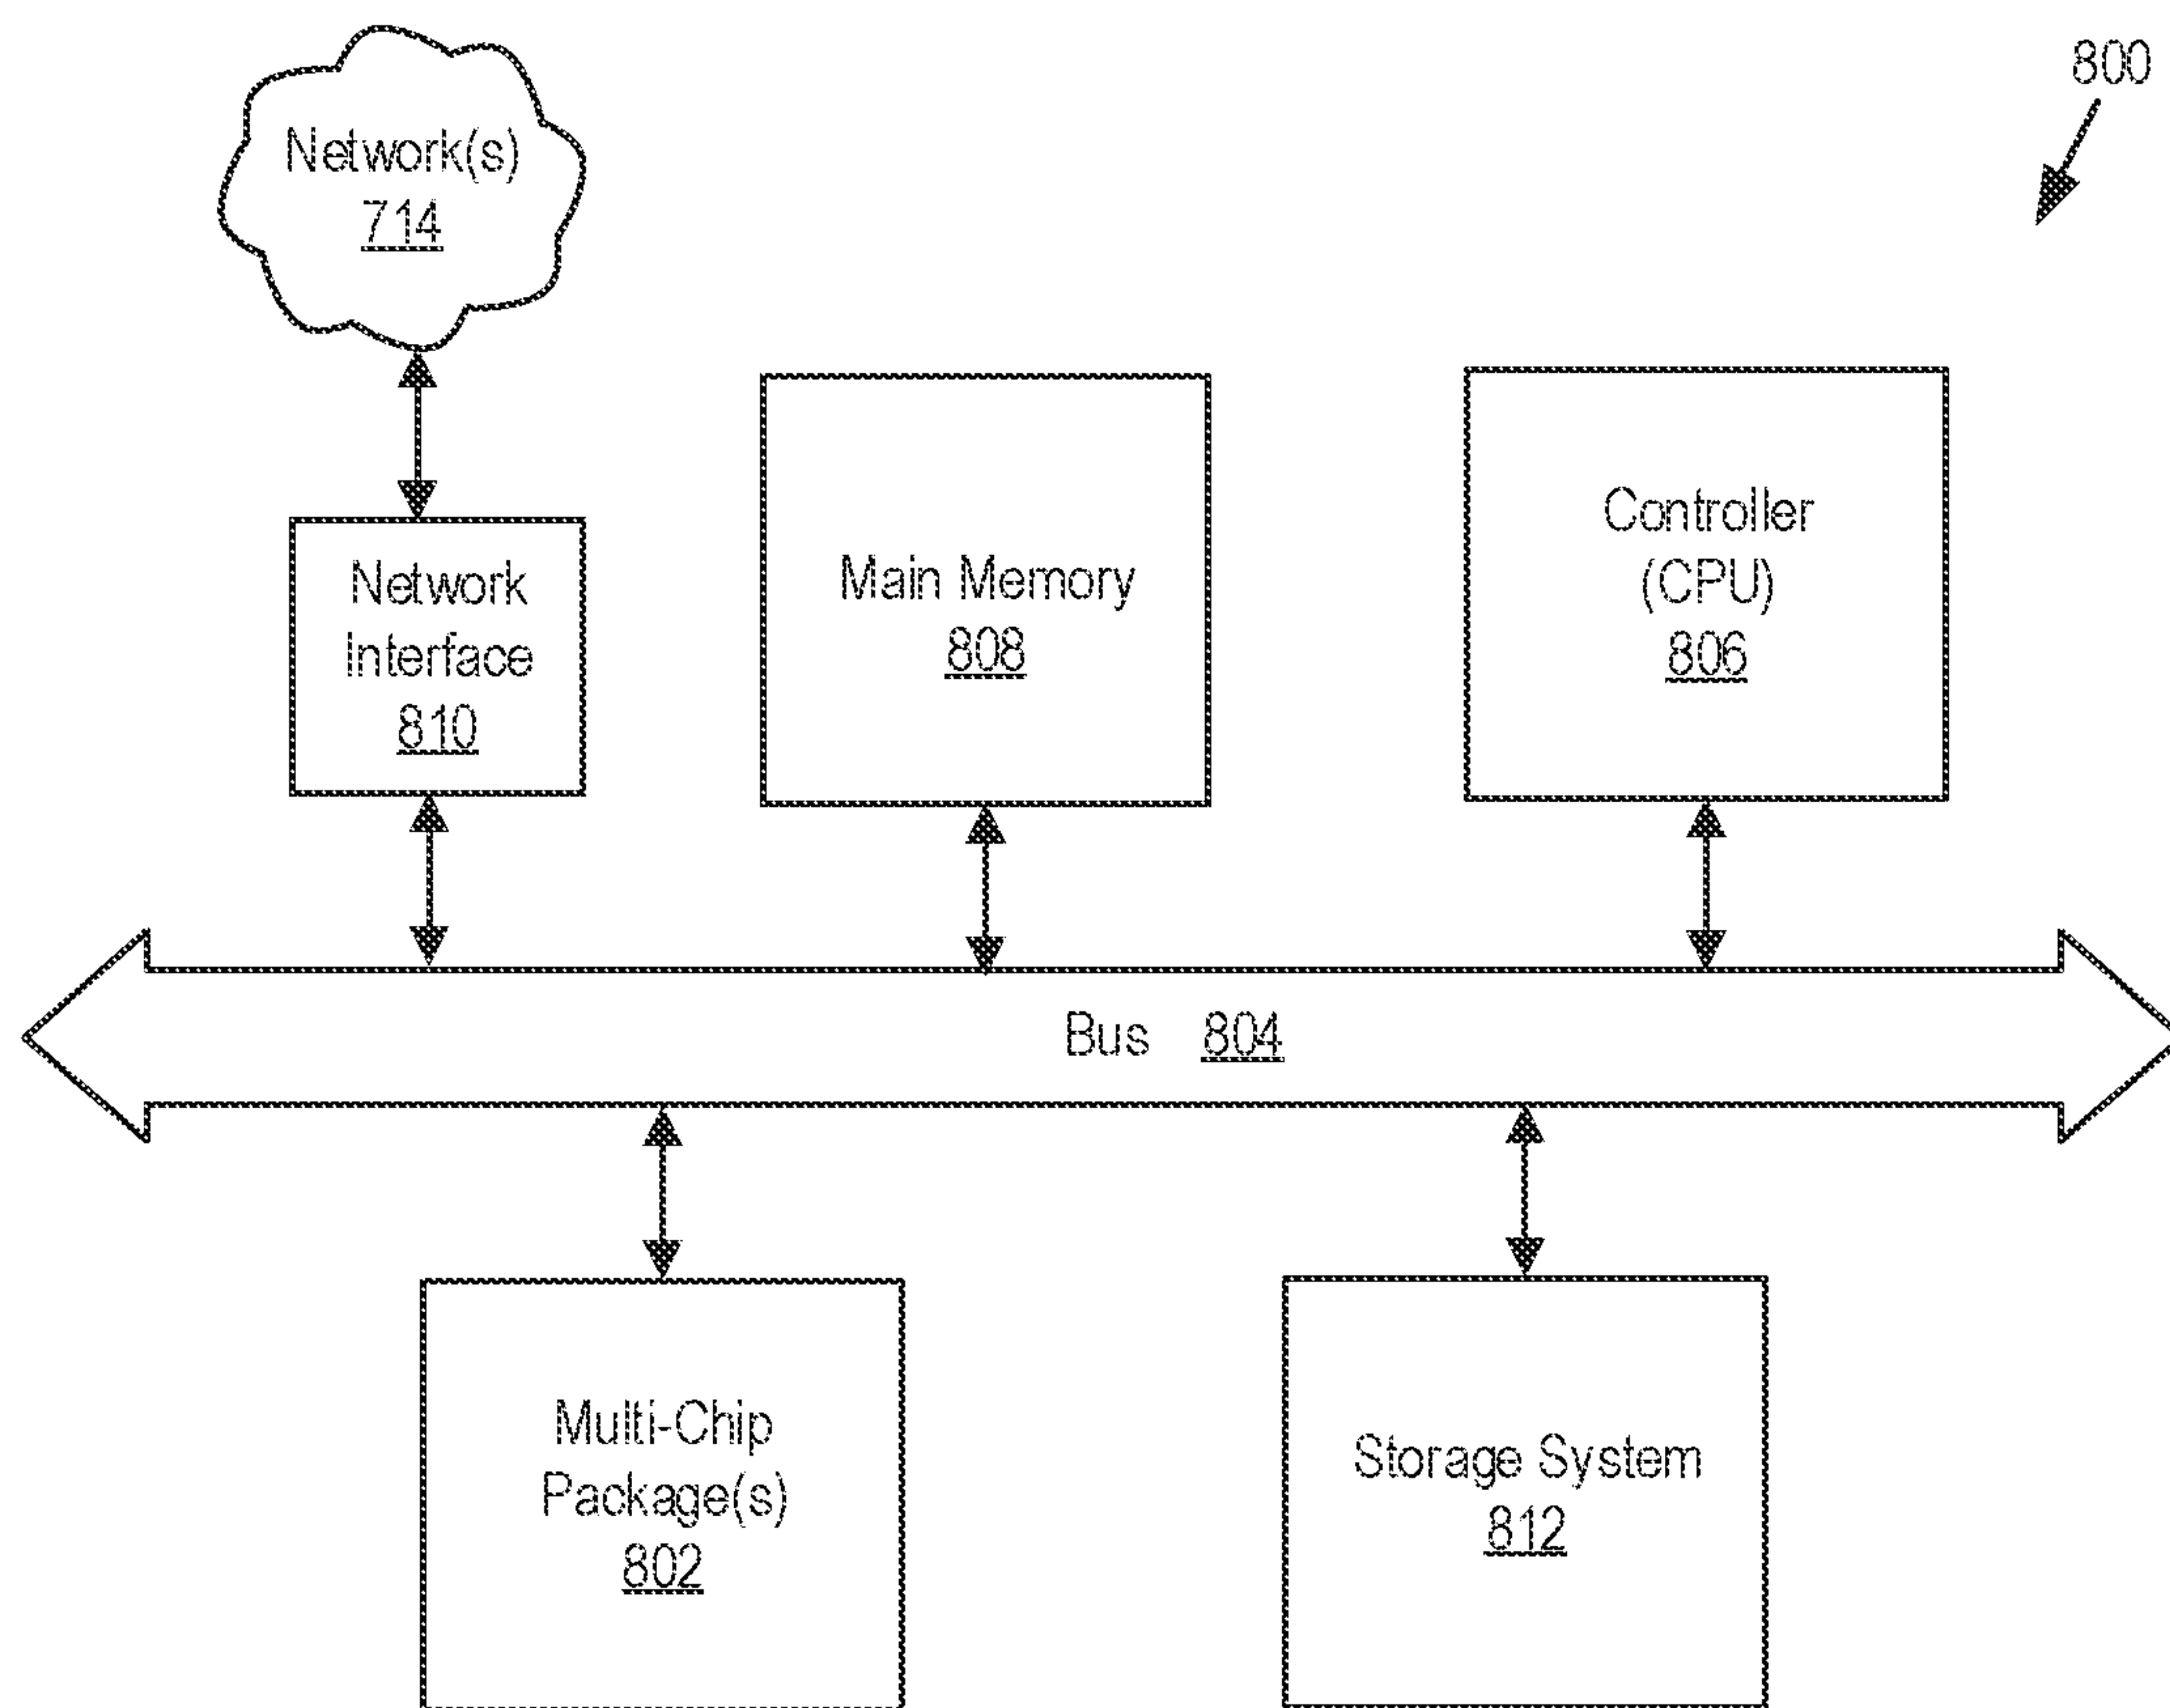 800
Network(s)
714
Network
Interface
810
Main Memory
808
Controller
(CPU)
806
Bus 804
Multi-Chip
Package(s)
802
Storage System
812